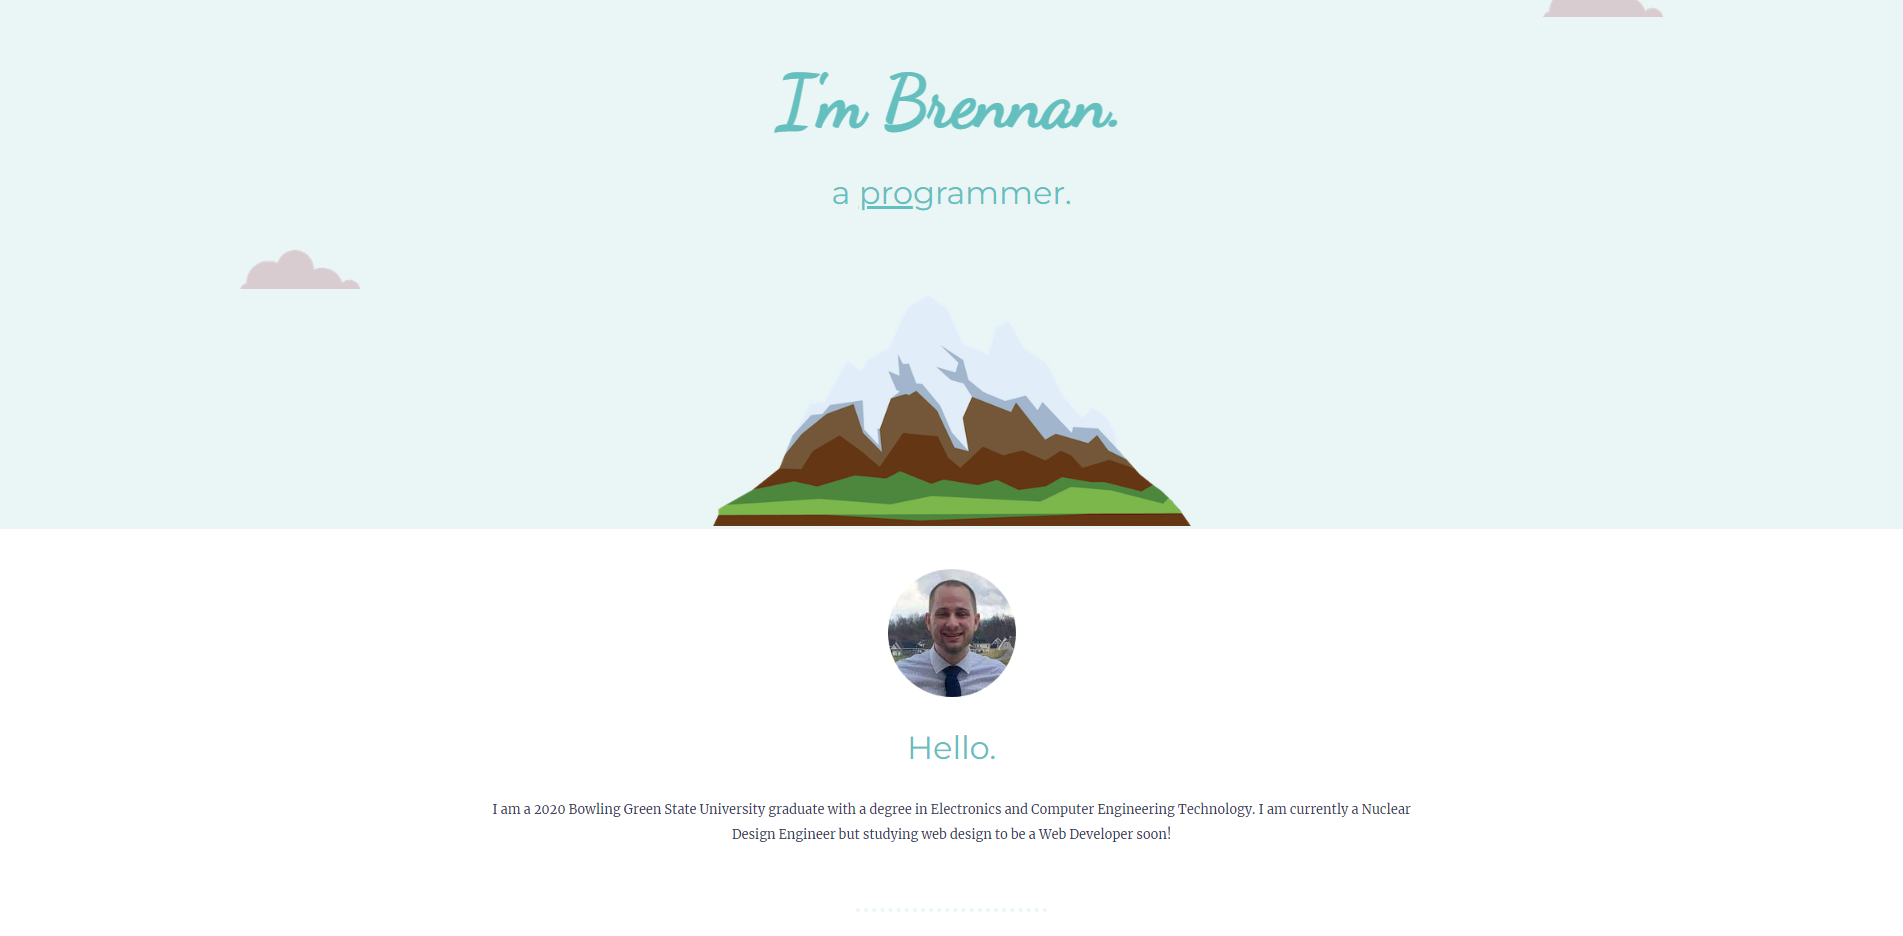 I'm Brennan.
a programmer.
Hello.
I am a 2020 Bowling Green State University graduate with a degree in Electronics and Computer Engineering Technology. I am currently a Nuclear
Design Engineer but studying web design to be a Web Developer soon!